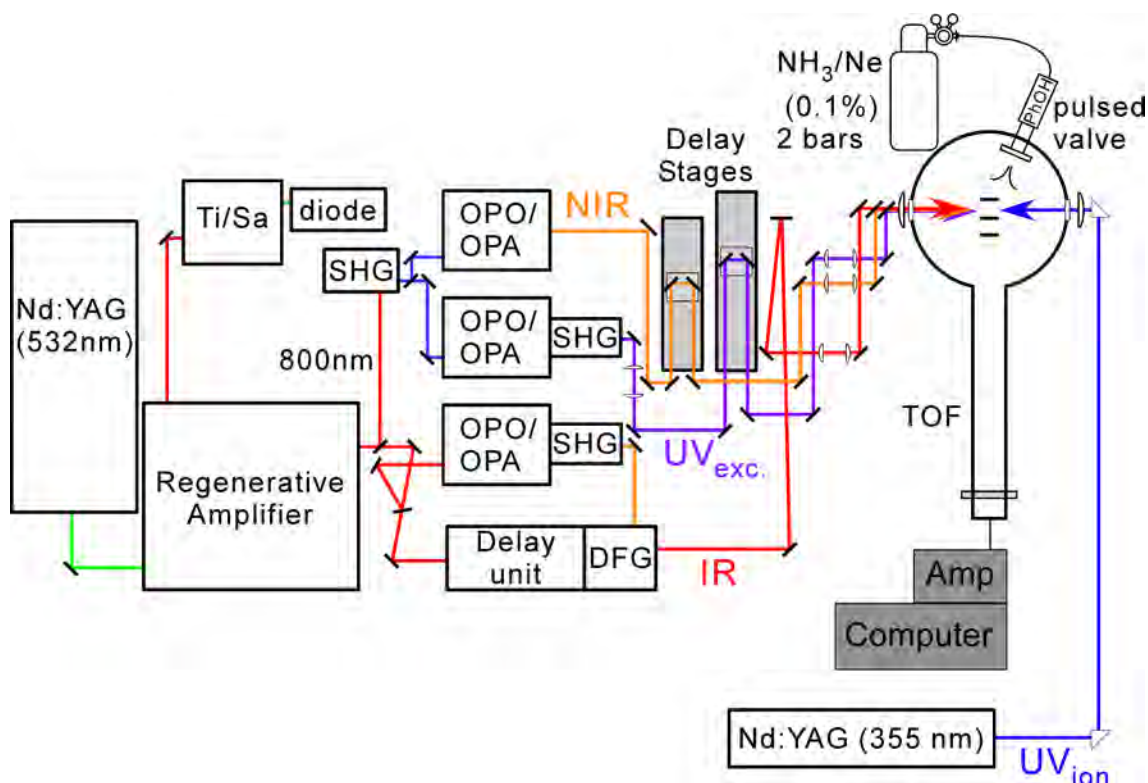 NH3/Ne
(0.1%)
2 bars
PhOH
pulsed
valve
Delay
Stages
Ti/Sa
diode
OPO/
OPA
NIR
SHG
Nd:YAG
(532nm)
OPO/
OPA
SHG
800nm
OPO/
OPA
SHG
UVexc.
TOF
Regenerative
Amplifier
Delay
unit
DFG
IR
Amp
Computer
Nd:YAG (355 nm)
UVion